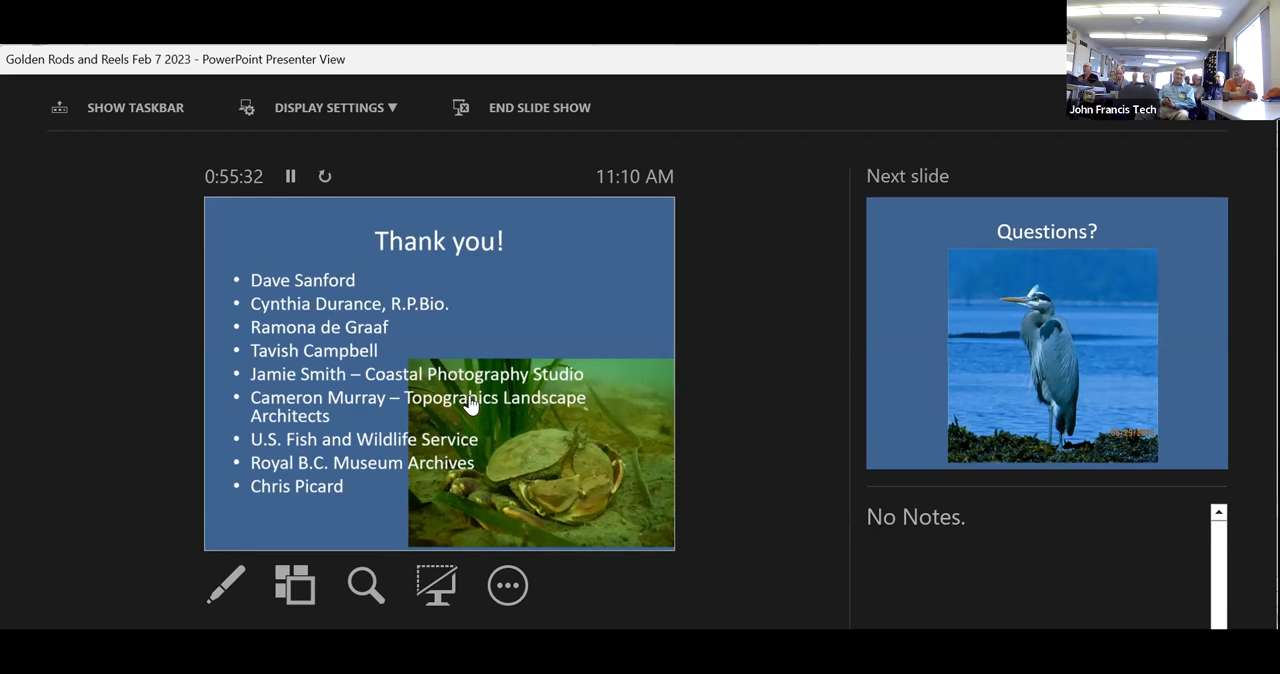 Golden Rods and Reels Feb 7 2023 - PowerPoint Presenter View
John Francis Tech
SHOW TASKBAR
DISPLAY SETTINGS ▼
END SLIDE SHOW
0:55:32
11:10 AM
Thank you!
• Dave Sanford
• Cynthia Durance, R.P.Bio.
• Ramona de Graaf
• Tavish Campbell
• Jamie Smith – Coastal Photography Studio
• Cameron Murray – Topographics Landscape
Architects
• U.S. Fish and Wildlife Service
• Royal B.C. Museum Archives
• Chris Picard
Next slide
Questions?
No Notes.